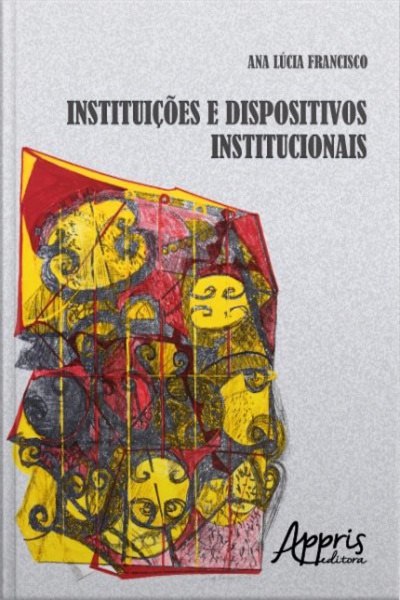 ANA LÚCIA FRANCISCO
INSTITUIÇÕES E DISPOSITIVOS
INSTITUCIONAIS
Appris
editora